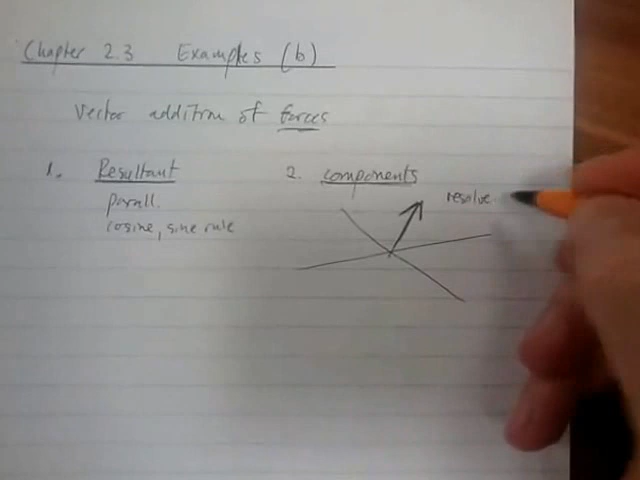 Chapter 2.3 Examples (b)
Vector addition of forces
1. Resultant
parall.
cosine, sine rule
2. components
resolve.